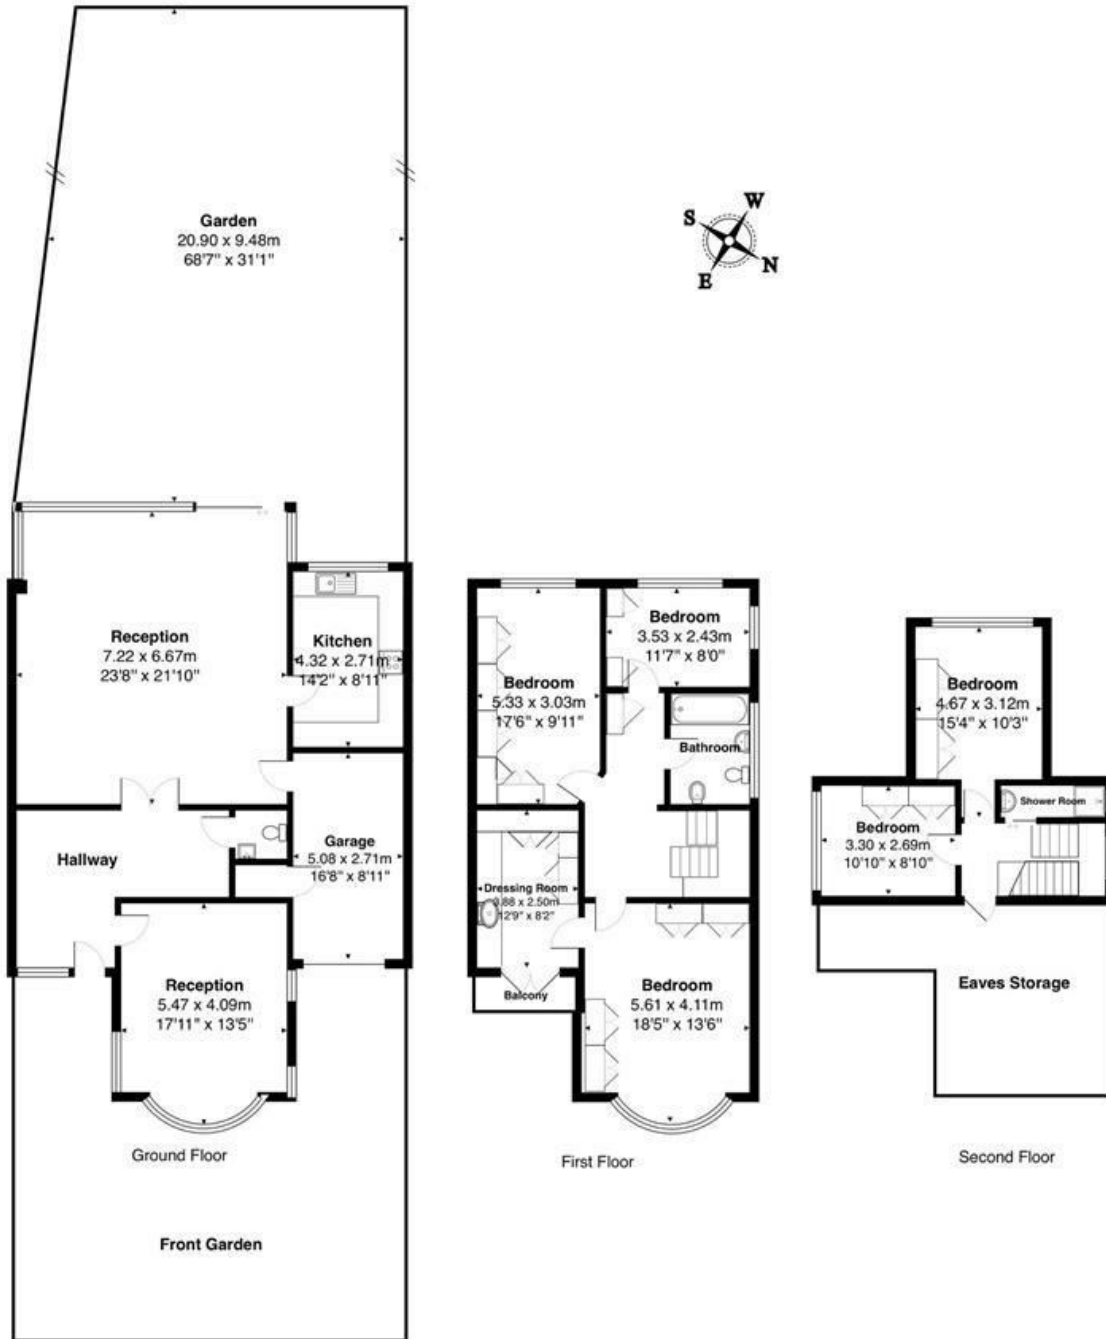 Garden
20.90 x 9.48m
68'7" x 31'1"
S
W
E
N
Reception
7.22 x 6.67m
23'8" x 21'10"
Kitchen
4.32 x 2.71m
14'2" x 8'11"
Hallway
Garage
5.08 x 2.71m
16'8" x 8'11"
Reception
5.47 x 4.09m
17'11" x 13'5"
Ground Floor
Front Garden
Bedroom
3.53 x 2.43m
11'7" x 8'0"
Bedroom
5.33 x 3.03m
17'6" x 9'11"
Bathroom
Dressing Room
3.88 x 2.50m
12'9" x 8'2"
Balcony
Bedroom
5.61 x 4.11m
18'5" x 13'6"
First Floor
Bedroom
4.67 x 3.12m
15'4" x 10'3"
Shower Room
Bedroom
3.30 x 2.69m
10'10" x 8'10"
Eaves Storage
Second Floor